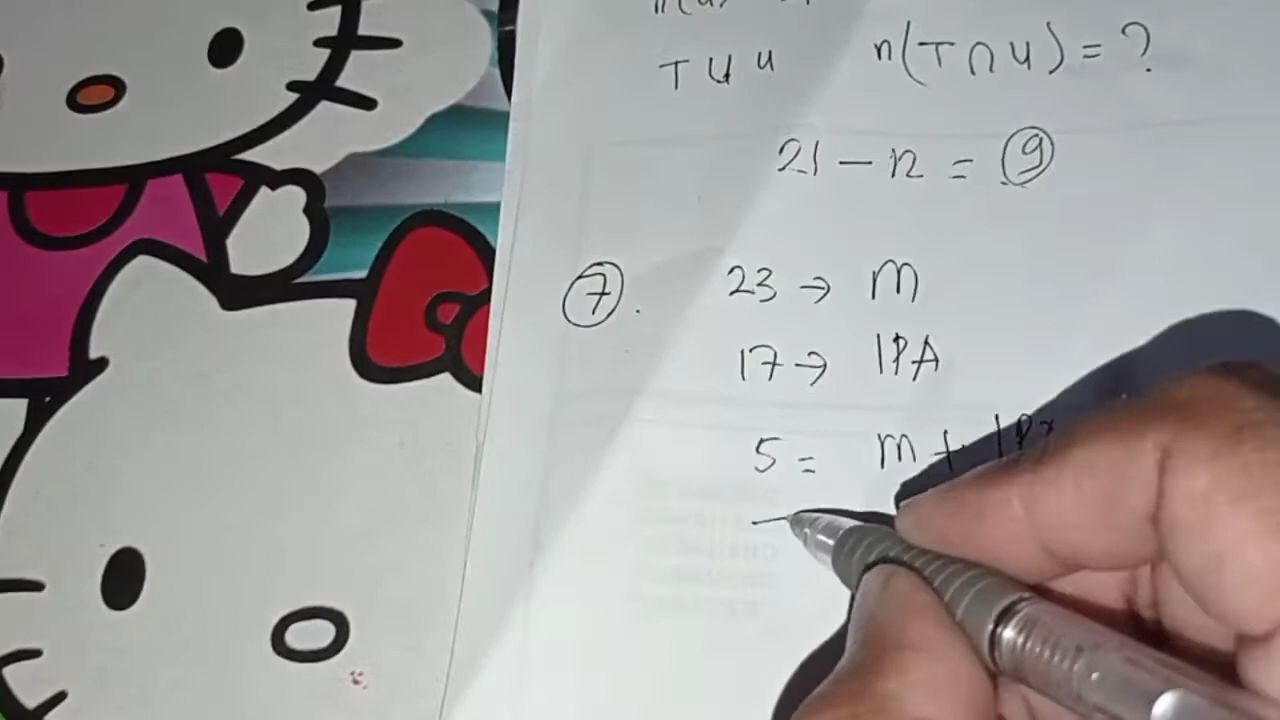 T U u n(T∩U) = ?
21 – 12 = 9
7. 23 → M
17 → IPA
5 = M +